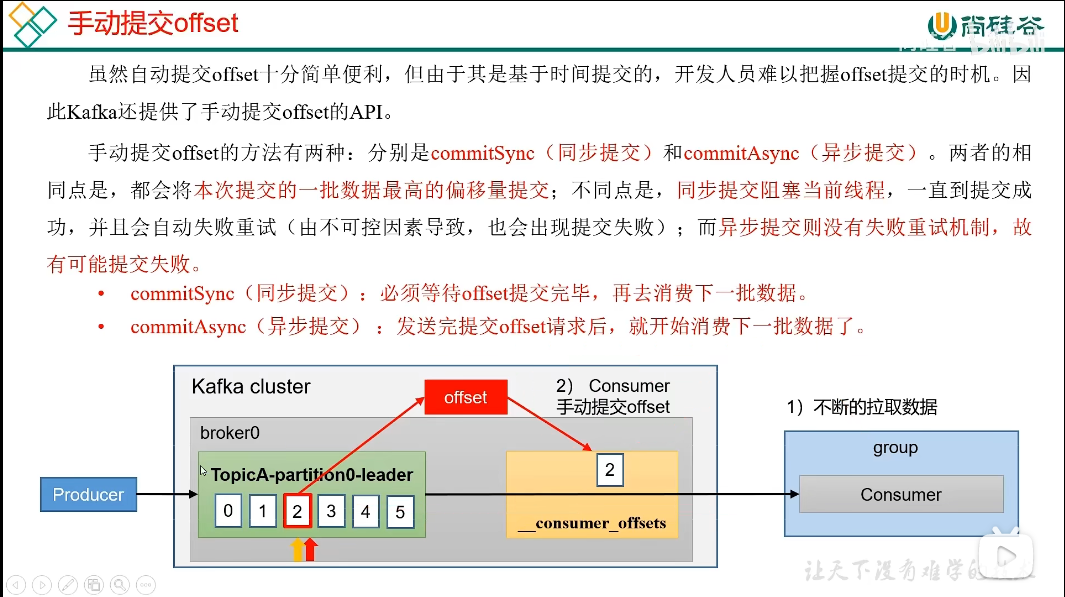 手动提交offset
尚硅谷
虽然自动提交offset十分简单便利，但由于其是基于时间提交的，开发人员难以把握offset提交的时机。因
此Kafka还提供了手动提交offset的API。
手动提交offset的方法有两种：分别是commitSync（同步提交）和commitAsync（异步提交）。两者的相
同点是，都会将本次提交的一批数据最高的偏移量提交；不同点是，同步提交阻塞当前线程，一直到提交成
功，并且会自动失败重试（由不可控因素导致，也会出现提交失败）；而异步提交则没有失败重试机制，故
有可能提交失败。
• commitSync（同步提交）：必须等待offset提交完毕，再去消费下一批数据。
• commitAsync（异步提交） ：发送完提交offset请求后，就开始消费下一批数据了。
Kafka cluster
offset
2） Consumer
手动提交offset
1）不断的拉取数据
broker0
group
TopicA-partition0-leader
2
Producer
Consumer
0 1 2 3 4 5
__consumer_offsets
让天下没有难学的